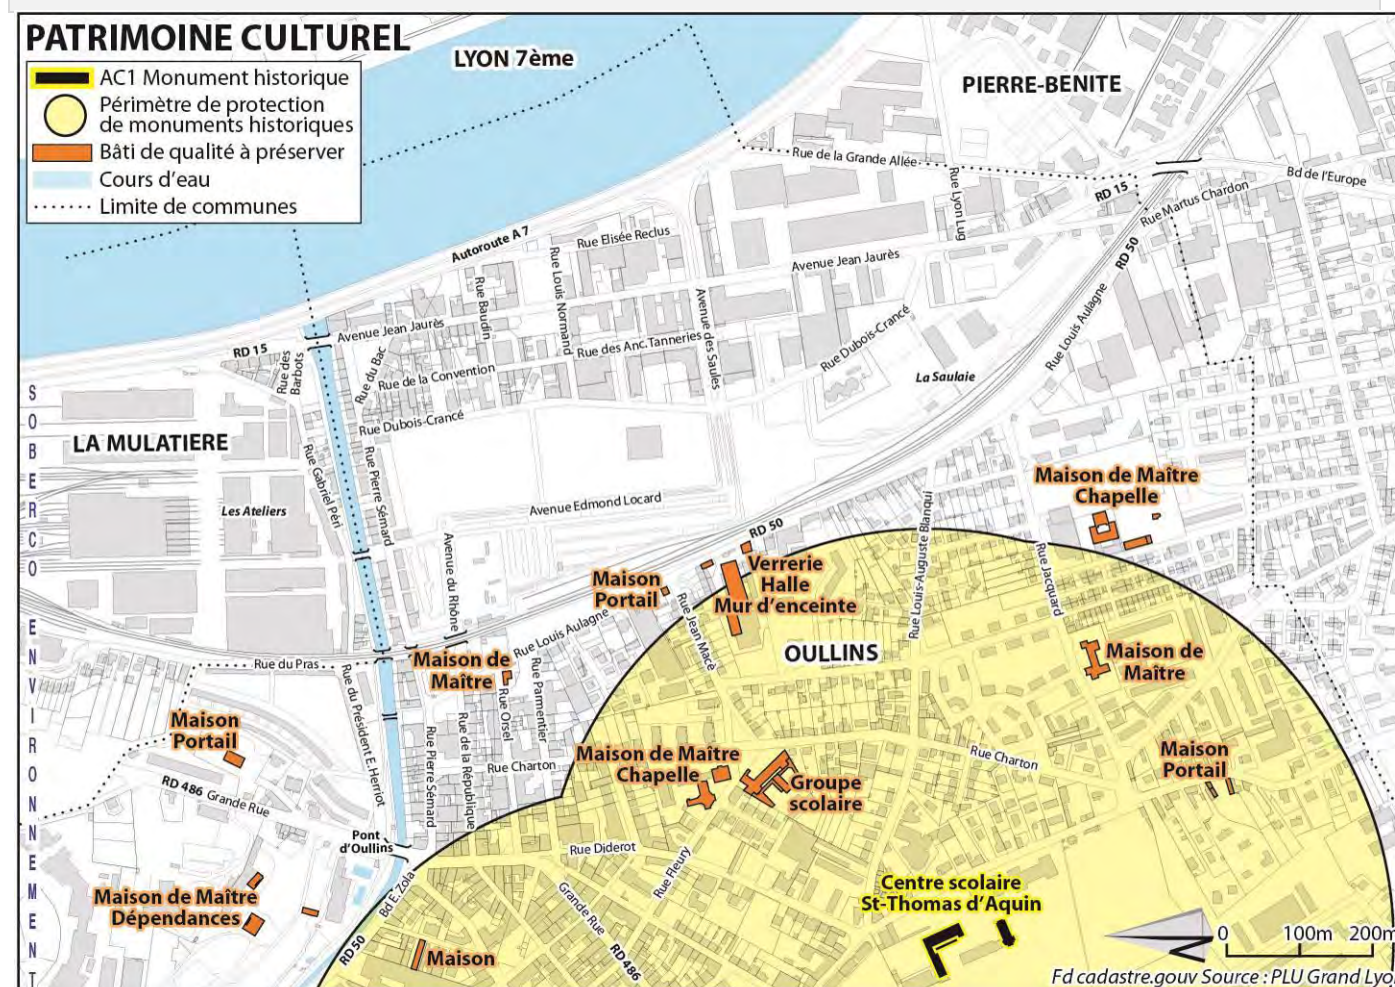 PATRIMOINE CULTUREL
AC1 Monument historique
Périmètre de protection
de monuments historiques
Bâti de qualité à préserver
Cours d'eau
Limite de communes
LYON 7ème
PIERRE-BENITE
Rue de la Grande Allée
Rue Lyon Lug
RD 15
Bd de l'Europe
Rue Martus Chardon
RD 50
Autoroute A 7
Rue Elisée Reclus
Avenue Jean Jaurès
Rue Louis Normand
Rue Baudin
Avenue Jean Jaurès
RD 15
Rue des
Barbots
Rue du Bac
Rue de la Convention
Rue des Anc. Tanneries
Avenue des Saules
Rue Dubois-Crancé
La Saulaie
Rue Louis Aulagne
Rue Dubois-Crancé
LA MULATIERE
Les Ateliers
Rue Gabriel Péri
Rue Pierre Sémard
Avenue Edmond Locard
Avenue du Rhône
RD 50
Rue Louis-Auguste Blanqui
Maison de Maître
Chapelle
Rue Jacquard
Verrerie
Halle
Mur d'enceinte
Maison
Portail
Rue Jean Macé
Rue Louis Aulagne
OULLINS
Maison de
Maître
Rue du Pras
Maison de
Maître
Rue Orsel
Rue Parmentier
Rue du Président E. Herriot
Maison
Portail
Rue Pierre Sémard
Rue de la République
Rue Charton
Maison de Maître
Chapelle
Groupe
scolaire
Rue Charton
Maison
Portail
RD 486 Grande Rue
Pont
d'Oullins
Rue Diderot
Rue Fleury
Bd E. Zola
Grande Rue
RD 486
Maison de Maître
Dépendances
RD 50
Maison
Centre scolaire
St-Thomas d'Aquin
0 100m 200m
N
Fd cadastre.gouv Source : PLU Grand Lyo
SOBERCO ENVIRONNEMENT